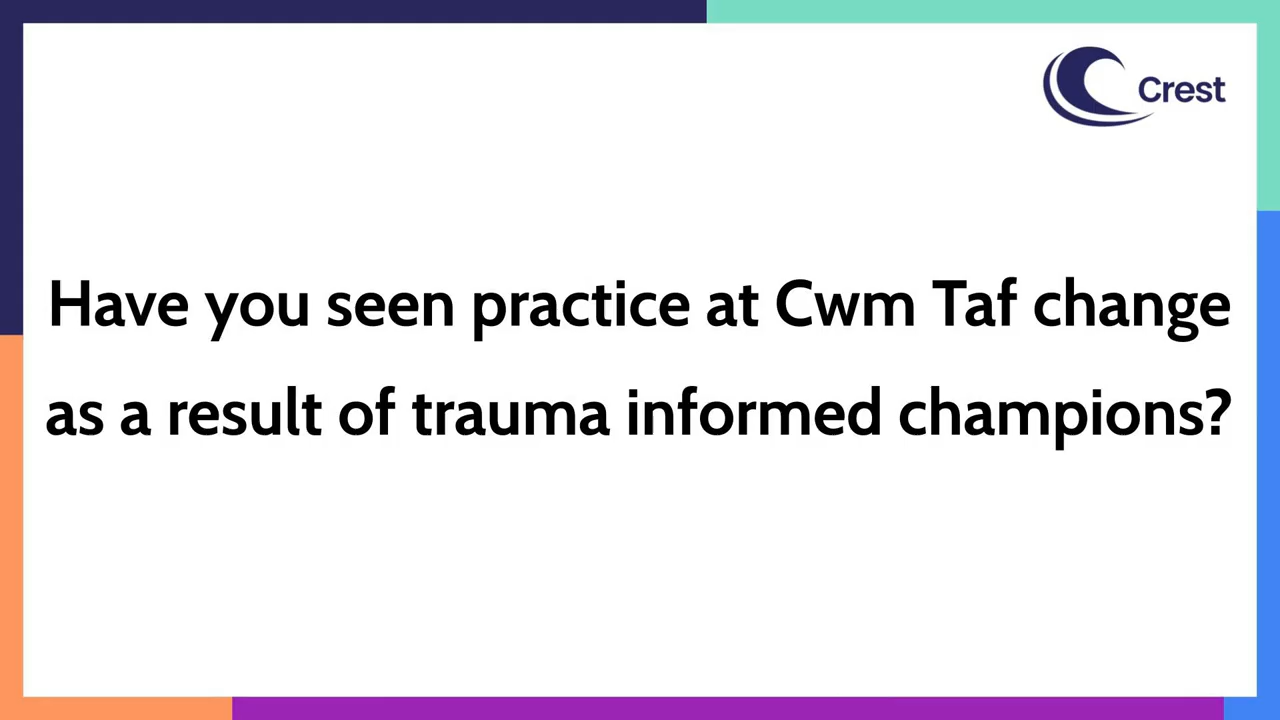 Crest
Have you seen practice at Cwm Taf change
as a result of trauma informed champions?